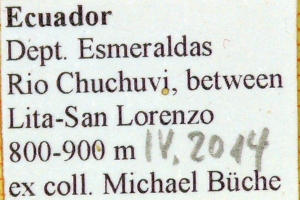 Ecuador
Dept. Esmeraldas
Rio Chuchuvi, between
Lita-San Lorenzo
800-900 m IV. 2014
ex coll. Michael Büche